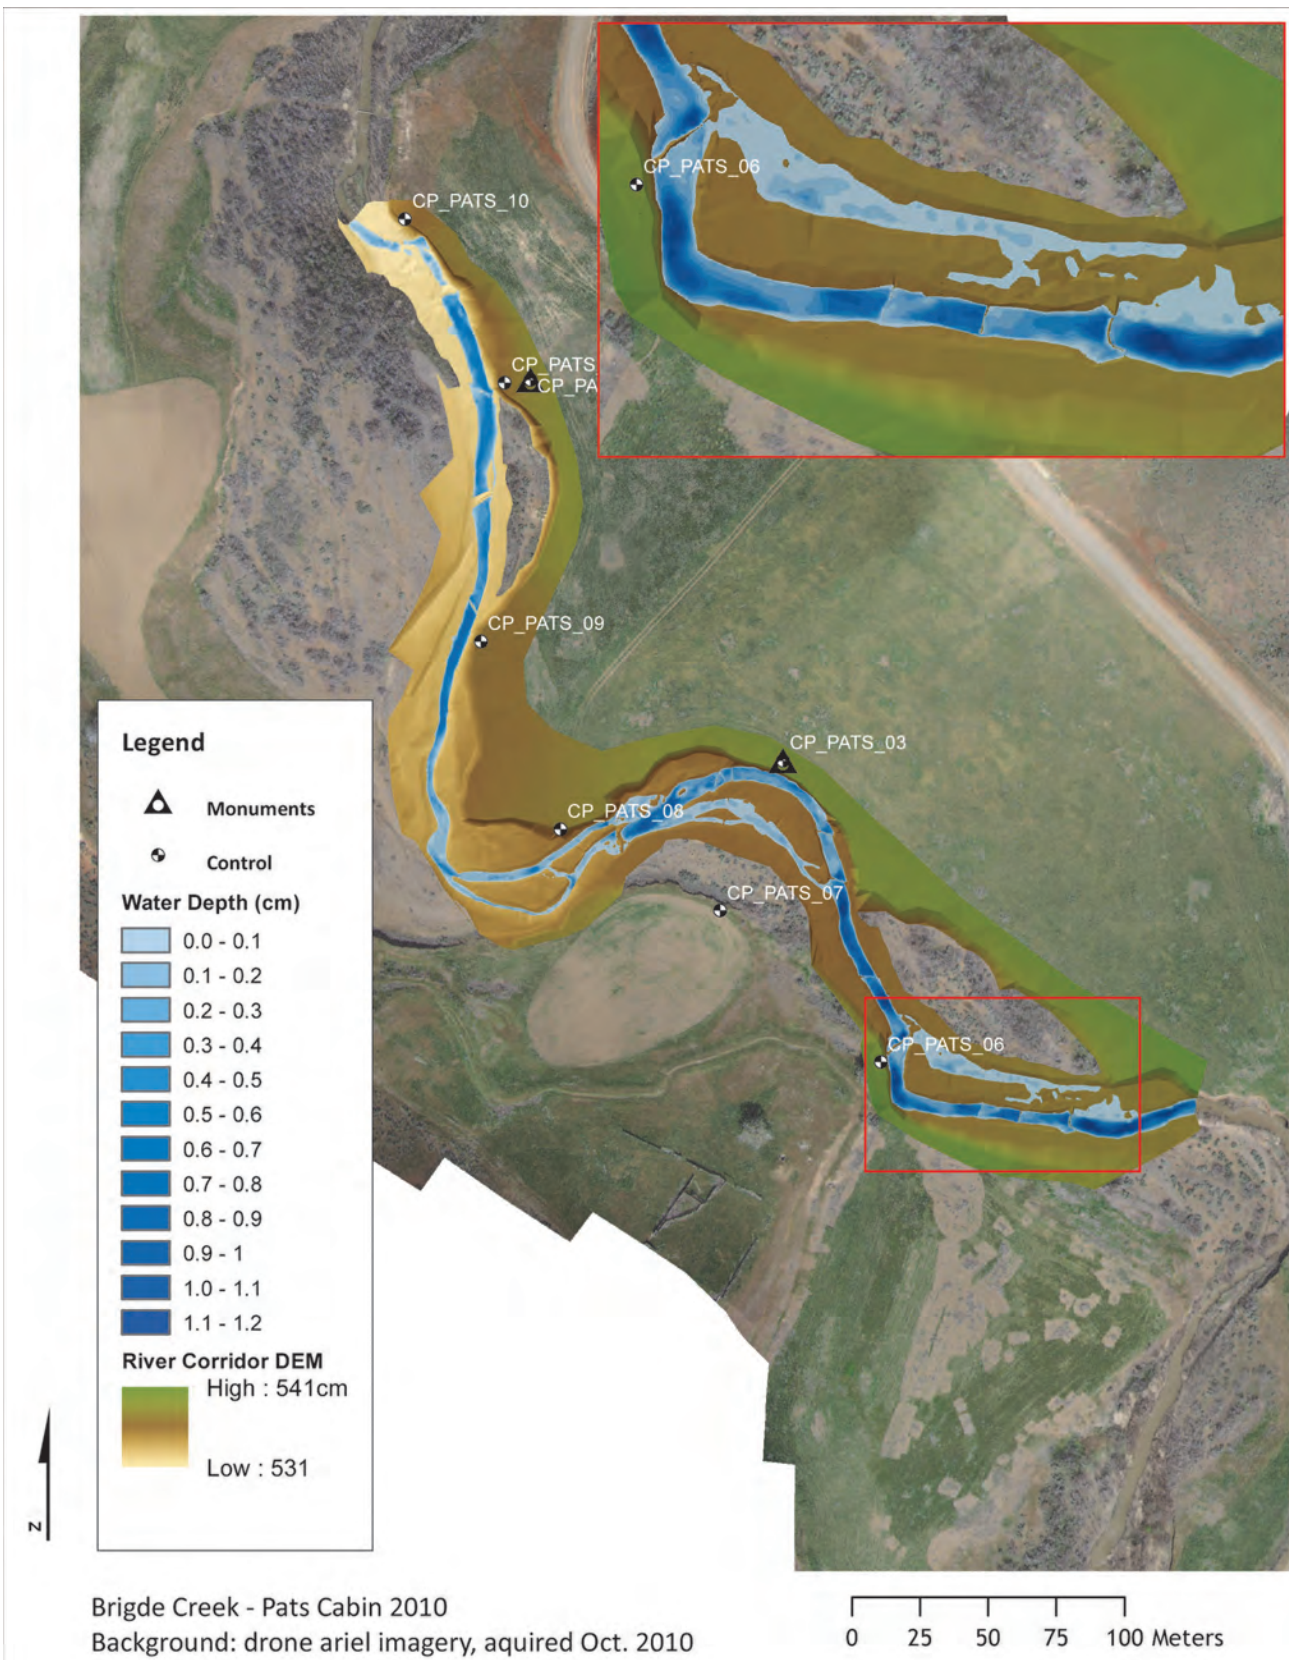 CP_PATS_06
CP_PATS_10
CP_PATS
CP_PA
CP_PATS_09
CP_PATS_03
CP_PATS_08
CP_PATS_07
CP_PATS_06
Legend
Monuments
Control
Water Depth (cm)
0.0 - 0.1
0.1 - 0.2
0.2 - 0.3
0.3 - 0.4
0.4 - 0.5
0.5 - 0.6
0.6 - 0.7
0.7 - 0.8
0.8 - 0.9
0.9 - 1
1.0 - 1.1
1.1 - 1.2
River Corridor DEM
High : 541cm
Low : 531
N
Brigde Creek - Pats Cabin 2010
Background: drone ariel imagery, aquired Oct. 2010
0 25 50 75 100 Meters